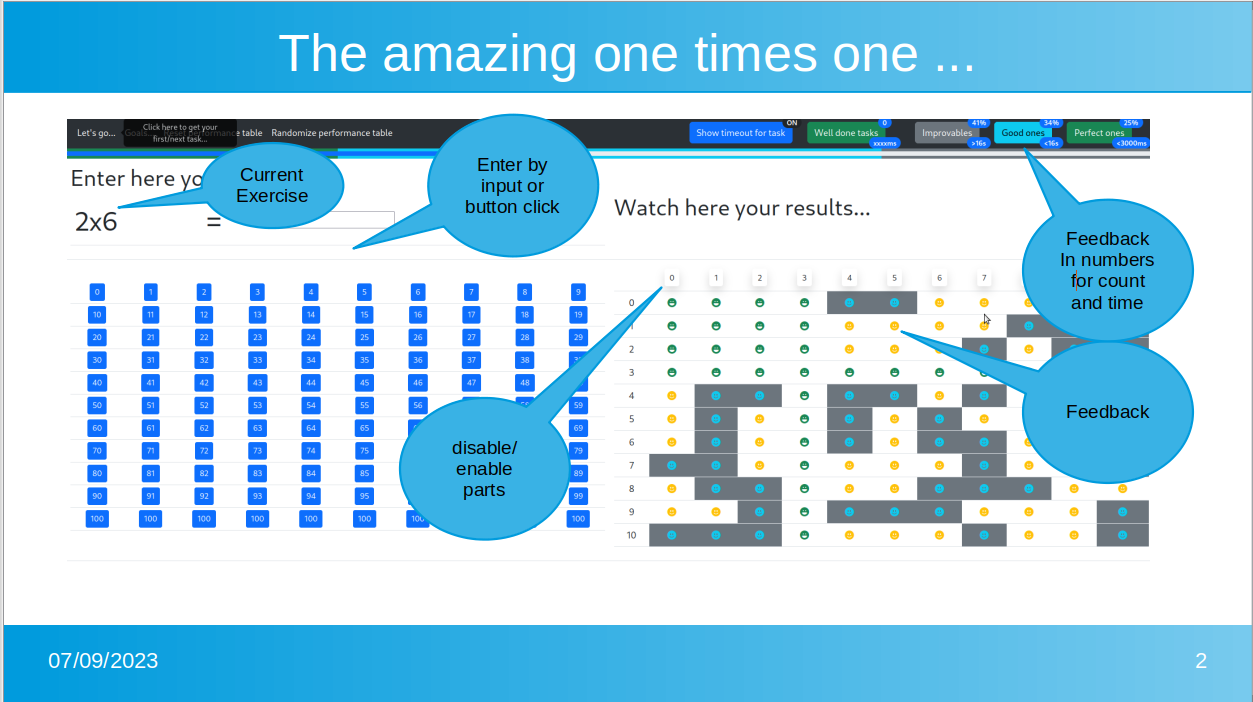 The amazing one times one ...
Let's go... Goals... Reset performance table Randomize performance table
Click here to get your
first/next task...
Show timeout for task ON
Well done tasks 0 xxxxms
Improvables 41% >16s
Good ones 34% <16s
Perfect ones 25% <3000ms
Enter here yo
Current
Exercise
Enter by
input or
button click
2x6 =
Watch here your results...
Feedback
In numbers
for count
and time
0 1 2 3 4 5 6 7 8 9
10 11 12 13 14 15 16 17 18 19
20 21 22 23 24 25 26 27 28 29
30 31 32 33 34 35 36 37 38
40 41 42 43 44 45 46 47 48
50 51 52 53 54 55 56 59
60 61 62 63 64 65 69
70 71 72 73 74 75 79
80 81 82 83 84 85 89
90 91 92 93 94 95 99
100 100 100 100 100 100 100 100
0 1 2 3 4 5 6 7
0
2
3
4
5
6
7
8
9
10
Feedback
disable/
enable
parts
07/09/2023
2